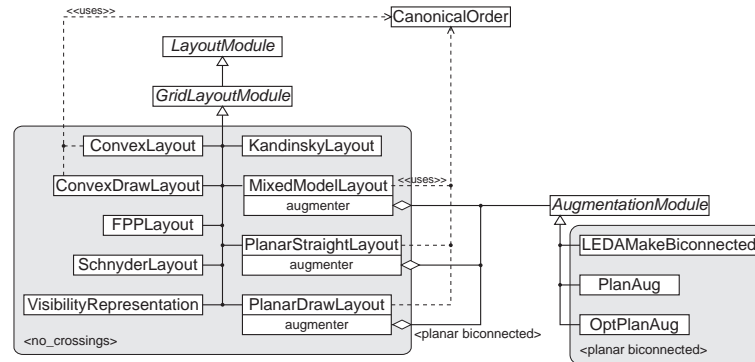 <<uses>>
CanonicalOrder
LayoutModule
GridLayoutModule
ConvexLayout
KandinskyLayout
<<uses>>
ConvexDrawLayout
MixedModelLayout
augmenter
AugmentationModule
FPPLayout
PlanarStraightLayout
augmenter
LEDAMakeBiconnected
SchnyderLayout
PlanAug
VisibilityRepresentation
PlanarDrawLayout
augmenter
OptPlanAug
<no_crossings>
<planar biconnected>
<planar biconnected>